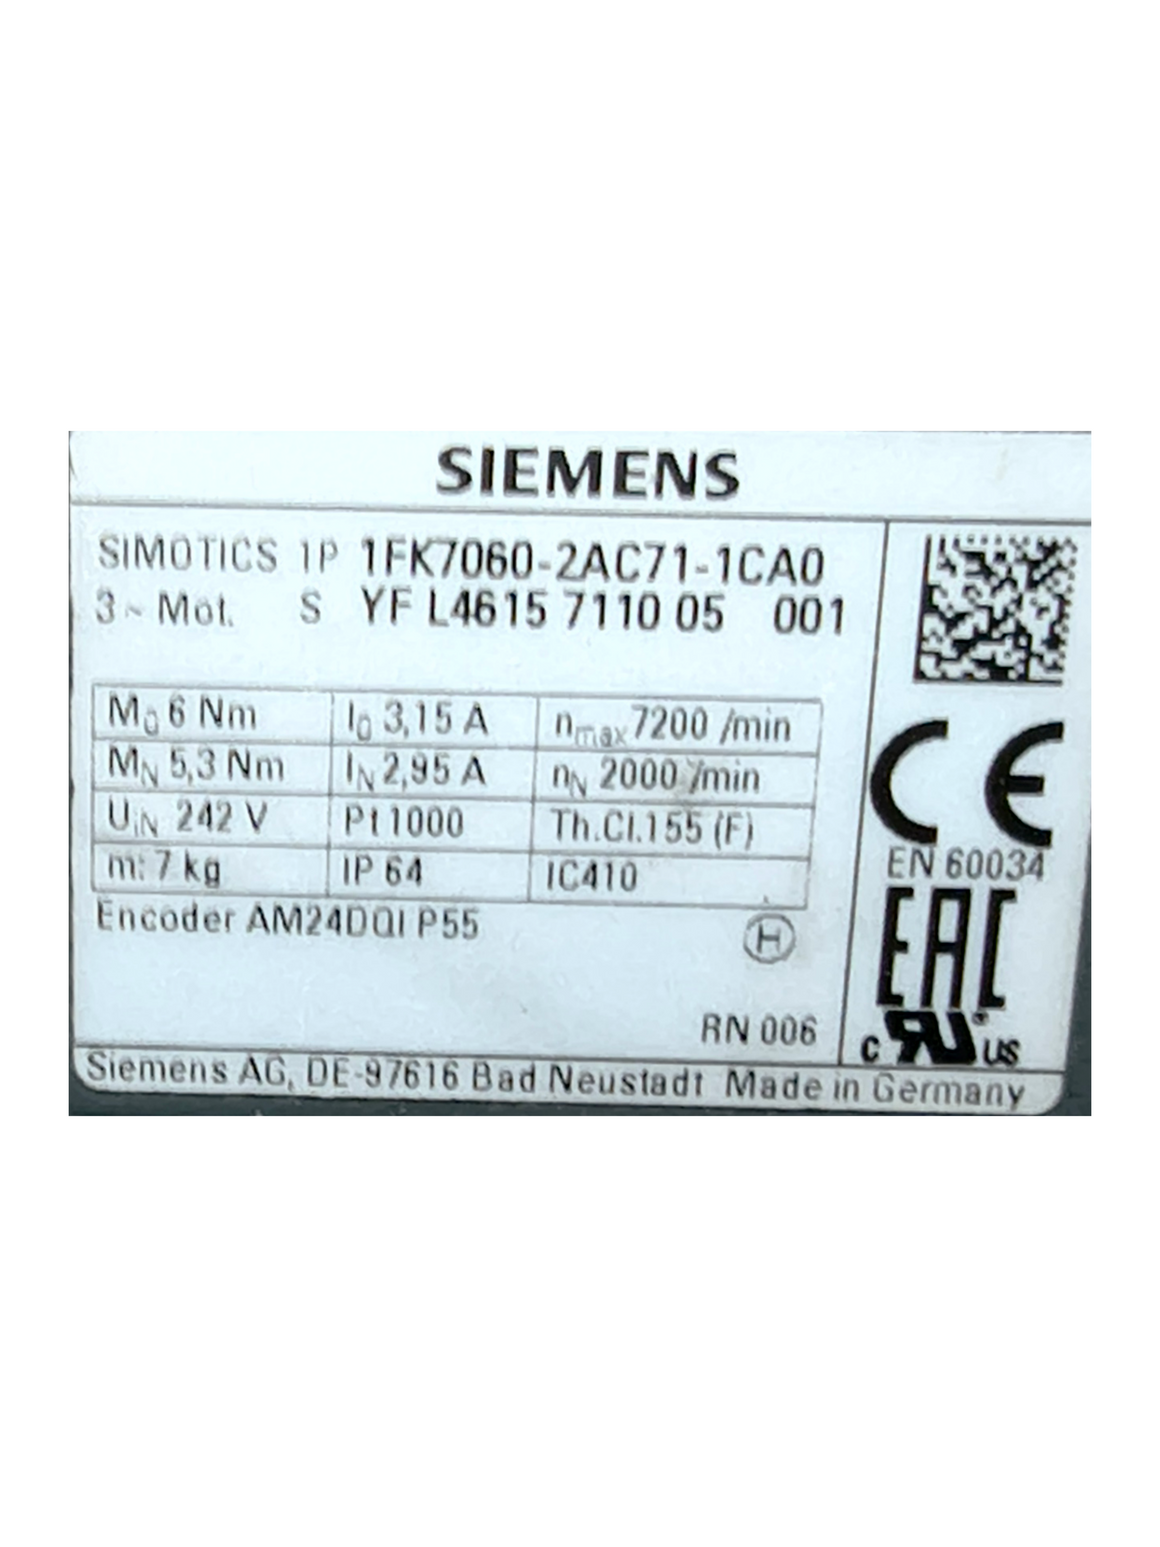 SIEMENS
SIMOTICS 1P 1FK7060-2AC71-1CA0
3 ~ Mot. S YF L4615 7110 05 001
M0 6 Nm I0 3,15 A nmax 7200 /min
MN 5,3 Nm IN 2,95 A nN 2000 /min
UiN 242 V Pt1000 Th.Cl.155 (F)
m: 7 kg IP 64 IC410
Encoder AM24DQI P55
H
RN 006
CE
EN 60034
EAC
c RU® US
Siemens AG, DE-97616 Bad Neustadt Made in Germany